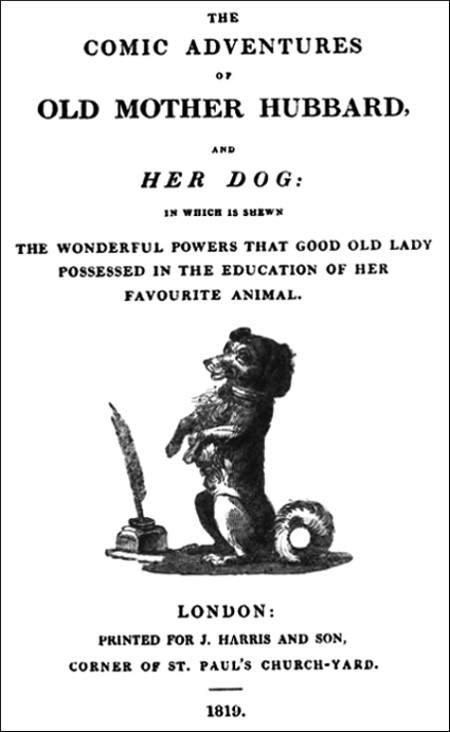 THE
COMIC ADVENTURES
OF
OLD MOTHER HUBBARD,
AND
HER DOG:
IN WHICH IS SHEWN
THE WONDERFUL POWERS THAT GOOD OLD LADY
POSSESSED IN THE EDUCATION OF HER
FAVOURITE ANIMAL.
LONDON:
PRINTED FOR J. HARRIS AND SON,
CORNER OF ST. PAUL'S CHURCH-YARD.
1819.